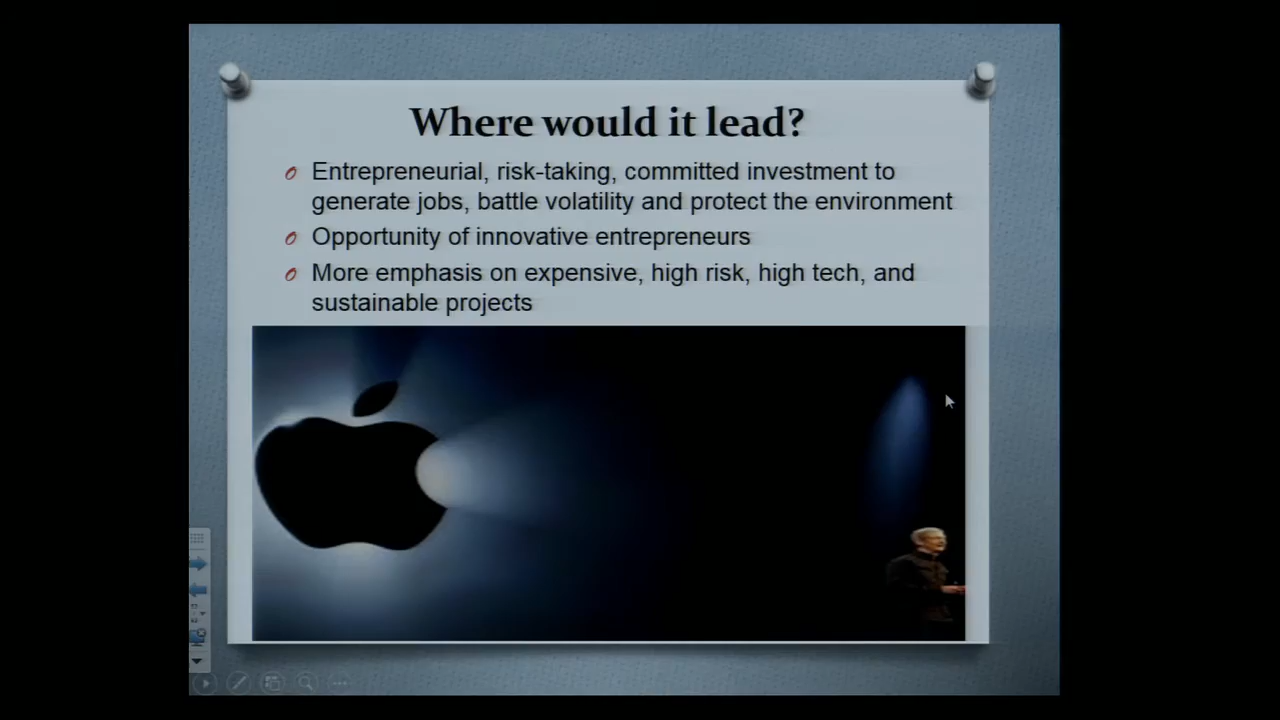 Where would it lead?
Entrepreneurial, risk-taking, committed investment to
generate jobs, battle volatility and protect the environment
Opportunity of innovative entrepreneurs
More emphasis on expensive, high risk, high tech, and
sustainable projects